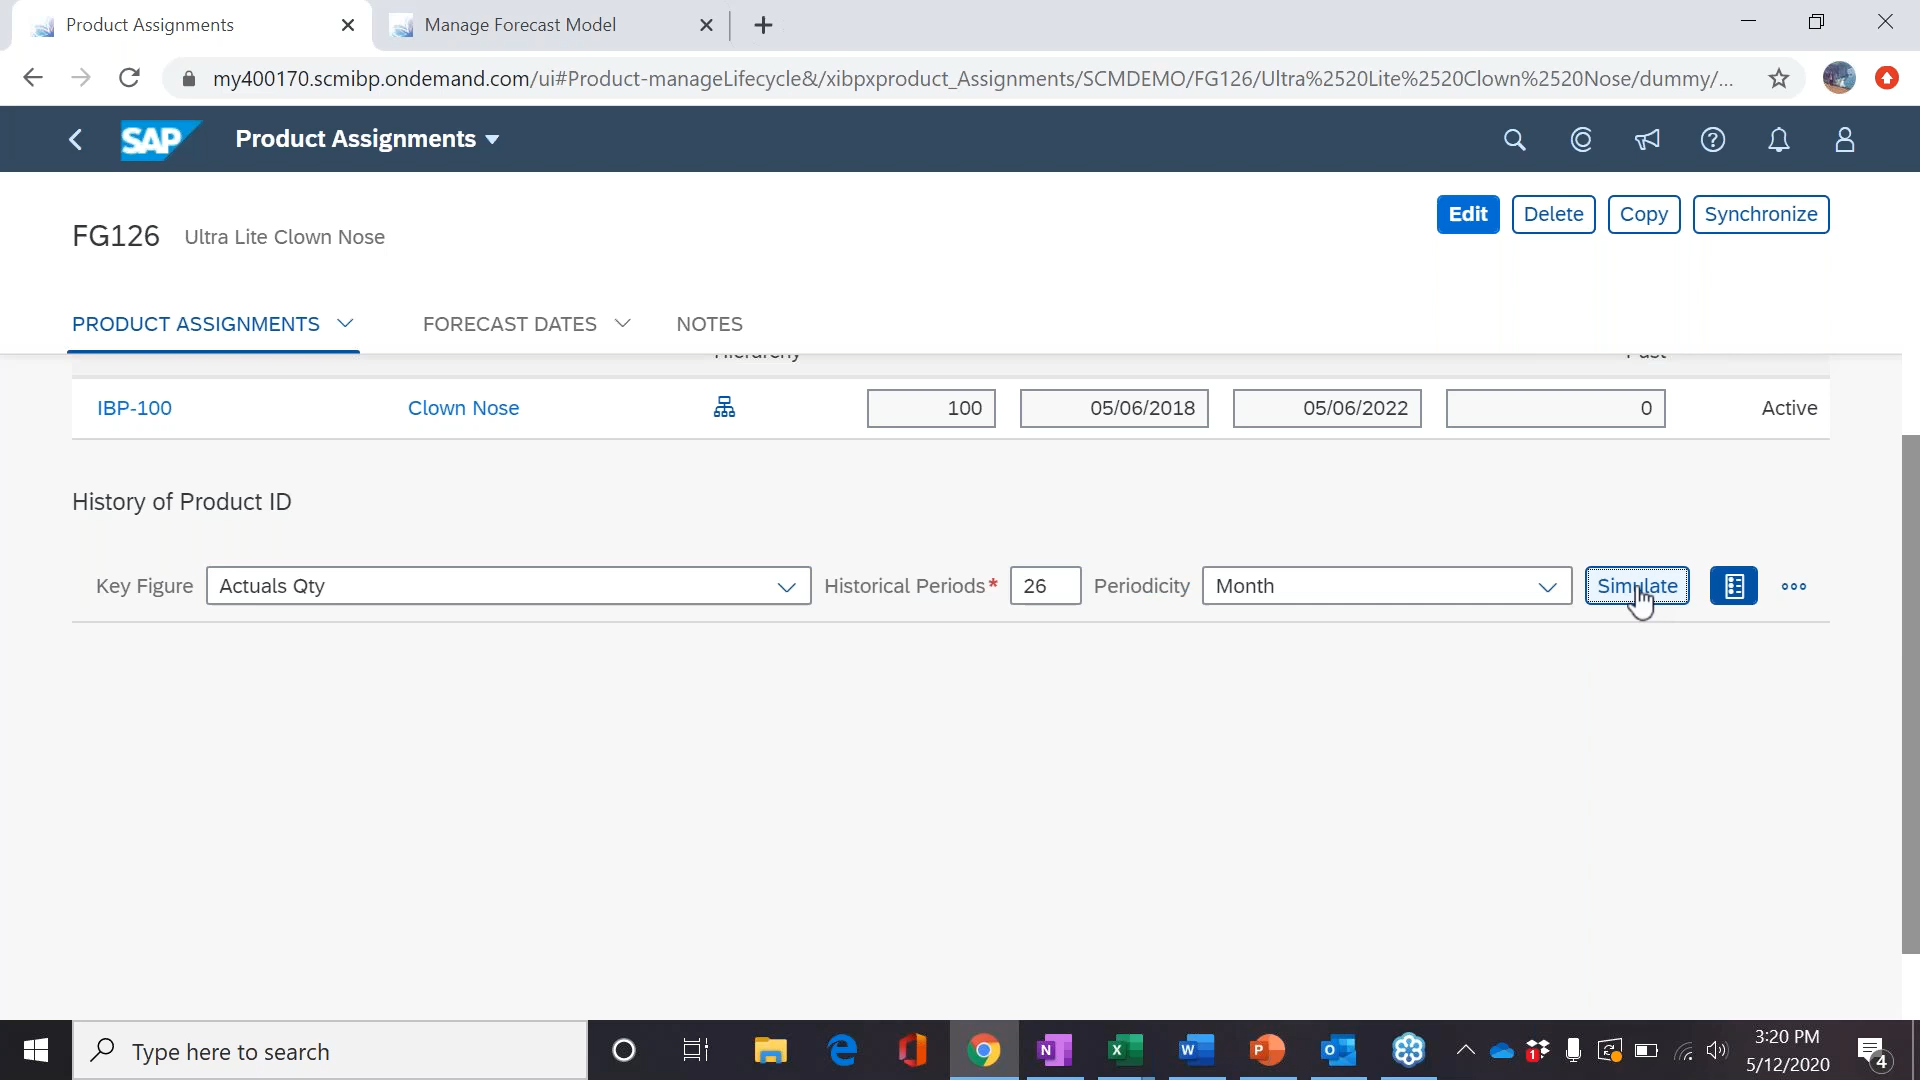 Product Assignments
Manage Forecast Model
my400170.scmibp.ondemand.com/ui#Product-manageLifecycle&/xibpxproduct_Assignments/SCMDEMO/FG126/Ultra%2520Lite%2520Clown%2520Nose/dummy/...
SAP Product Assignments
FG126 Ultra Lite Clown Nose
Edit Delete Copy Synchronize
PRODUCT ASSIGNMENTS FORECAST DATES NOTES
Hierarchy Past
IBP-100 Clown Nose 100 05/06/2018 05/06/2022 0 Active
History of Product ID
Key Figure Actuals Qty Historical Periods* 26 Periodicity Month Simulate
Type here to search
3:20 PM
5/12/2020
4